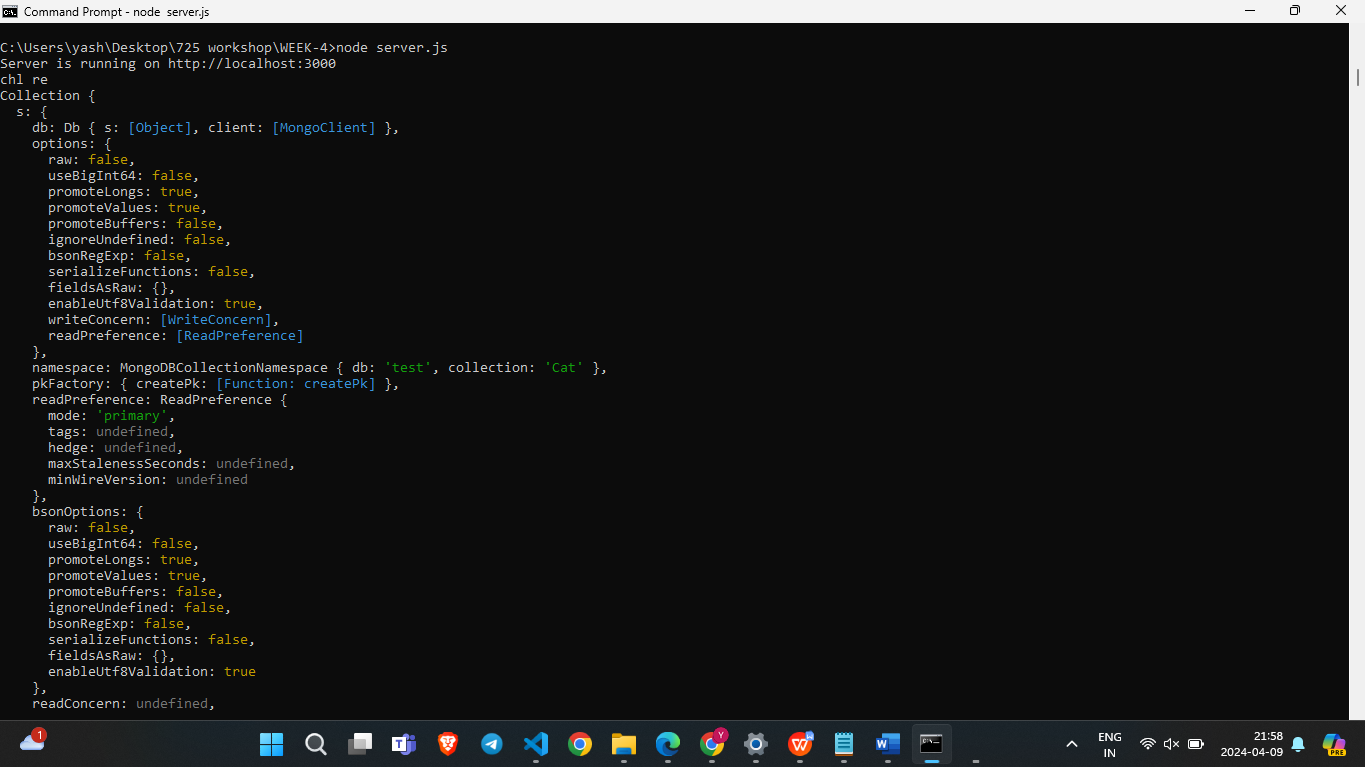 Command Prompt - node  server.js
C:\Users\yash\Desktop\725 workshop\WEEK-4>node server.js
Server is running on http://localhost:3000
chl re
Collection {
  s: {
    db: Db { s: [Object], client: [MongoClient] },
    options: {
      raw: false,
      useBigInt64: false,
      promoteLongs: true,
      promoteValues: true,
      promoteBuffers: false,
      ignoreUndefined: false,
      bsonRegExp: false,
      serializeFunctions: false,
      fieldsAsRaw: {},
      enableUtf8Validation: true,
      writeConcern: [WriteConcern],
      readPreference: [ReadPreference]
    },
    namespace: MongoDBCollectionNamespace { db: 'test', collection: 'Cat' },
    pkFactory: { createPk: [Function: createPk] },
    readPreference: ReadPreference {
      mode: 'primary',
      tags: undefined,
      hedge: undefined,
      maxStalenessSeconds: undefined,
      minWireVersion: undefined
    },
    bsonOptions: {
      raw: false,
      useBigInt64: false,
      promoteLongs: true,
      promoteValues: true,
      promoteBuffers: false,
      ignoreUndefined: false,
      bsonRegExp: false,
      serializeFunctions: false,
      fieldsAsRaw: {},
      enableUtf8Validation: true
    },
    readConcern: undefined,
1
Y
W
PRE
ENG
IN
21:58
2024-04-09